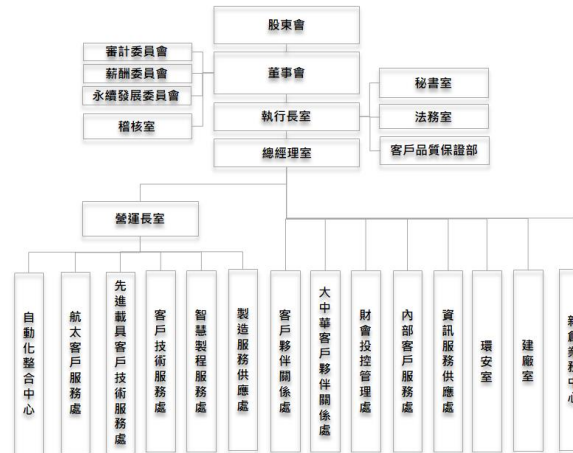 股東會
審計委員會
薪酬委員會
永續發展委員會
稽核室
董事會
執行長室
總經理室
秘書室
法務室
客戶品質保證部
營運長室
自動化整合中心
航太客戶服務處
先進載具客戶技術服務處
客戶技術服務處
智慧製程服務處
製造服務供應處
客戶夥伴關係處
大中華客戶夥伴關係處
財會投控管理處
內部客戶服務處
資訊服務供應處
環安室
建廠室
新創業務中心